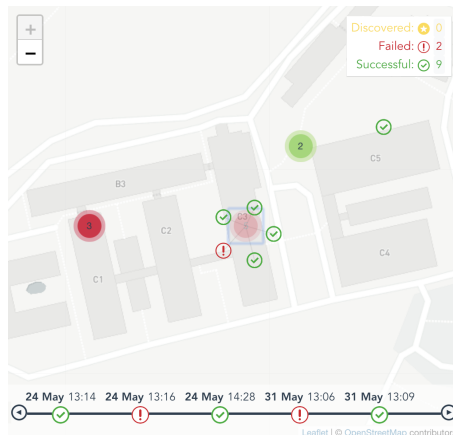 +
−
Discovered: 0
Failed: 2
Successful: 9
2
C5
B3
C3
3
C2
C1
C4
24 May 13:14 24 May 13:16 24 May 14:28 31 May 13:06 31 May 13:09
Leaflet | © OpenStreetMap contributor